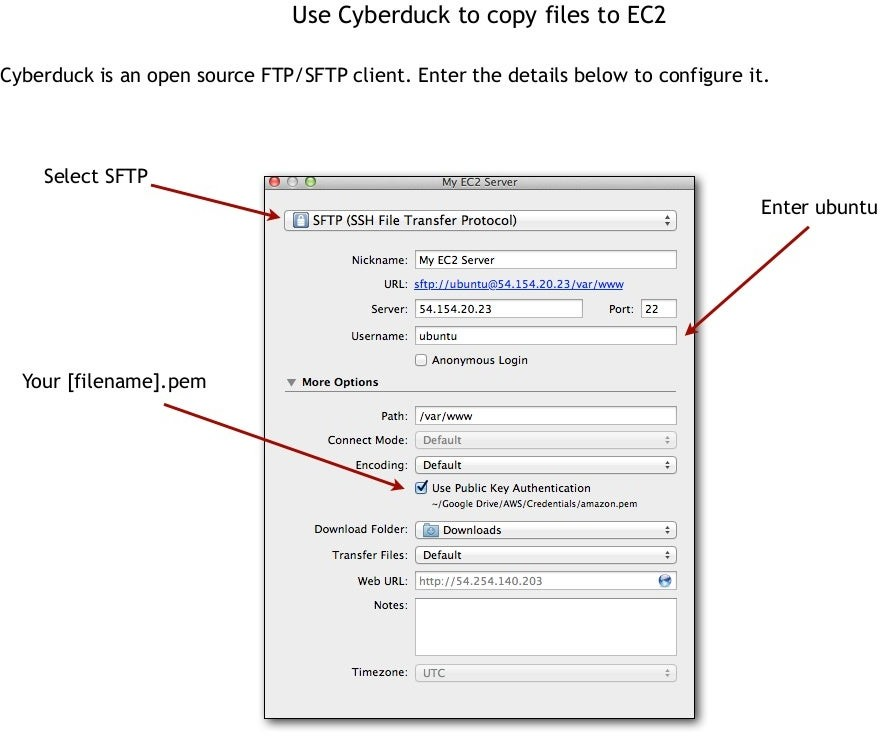 Use Cyberduck to copy files to EC2
Cyberduck is an open source FTP/SFTP client. Enter the details below to configure it.
Select SFTP
My EC2 Server
Enter ubuntu
SFTP (SSH File Transfer Protocol)
Nickname: My EC2 Server
URL: sftp://ubuntu@54.154.20.23/var/www
Server: 54.154.20.23 Port: 22
Username: ubuntu
Anonymous Login
Your [filename].pem
More Options
Path: /var/www
Connect Mode: Default
Encoding: Default
Use Public Key Authentication
~/Google Drive/AWS/Credentials/amazon.pem
Download Folder: Downloads
Transfer Files: Default
Web URL: http://54.254.140.203
Notes:
Timezone: UTC